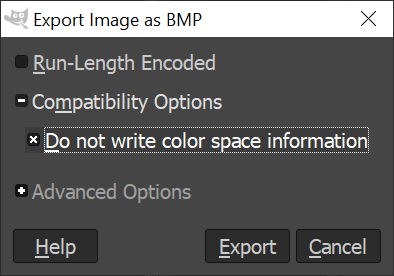 Export Image as BMP
Run-Length Encoded
Compatibility Options
Do not write color space information
Advanced Options
Help Export Cancel